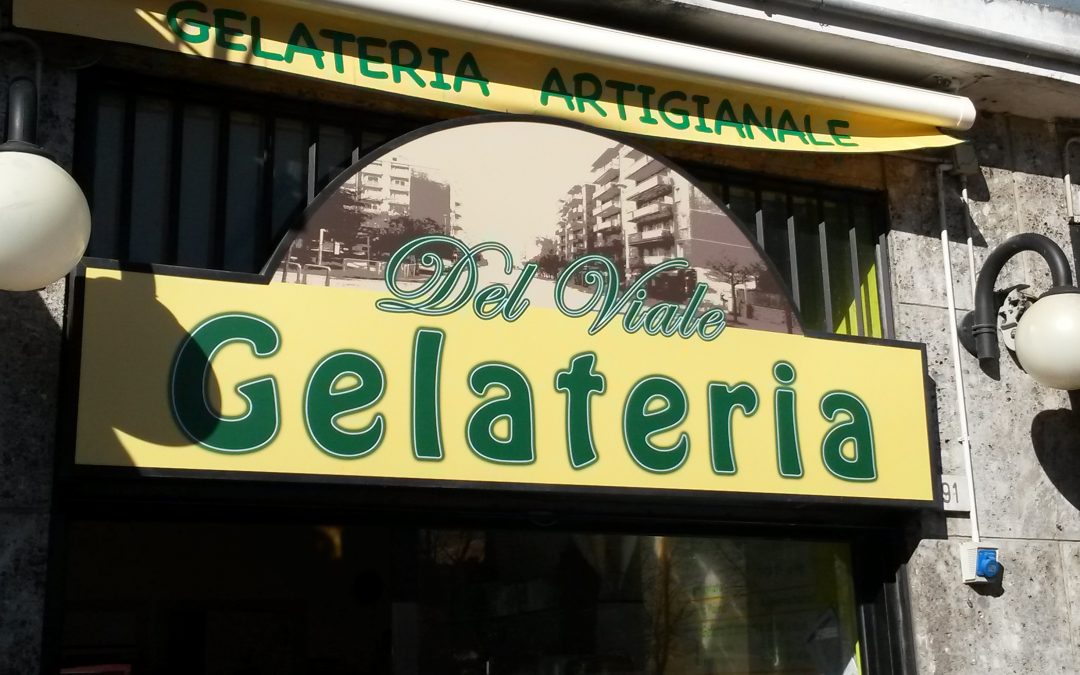 GELATERIA ARTIGIANALE
Del Viale
Gelateria
91